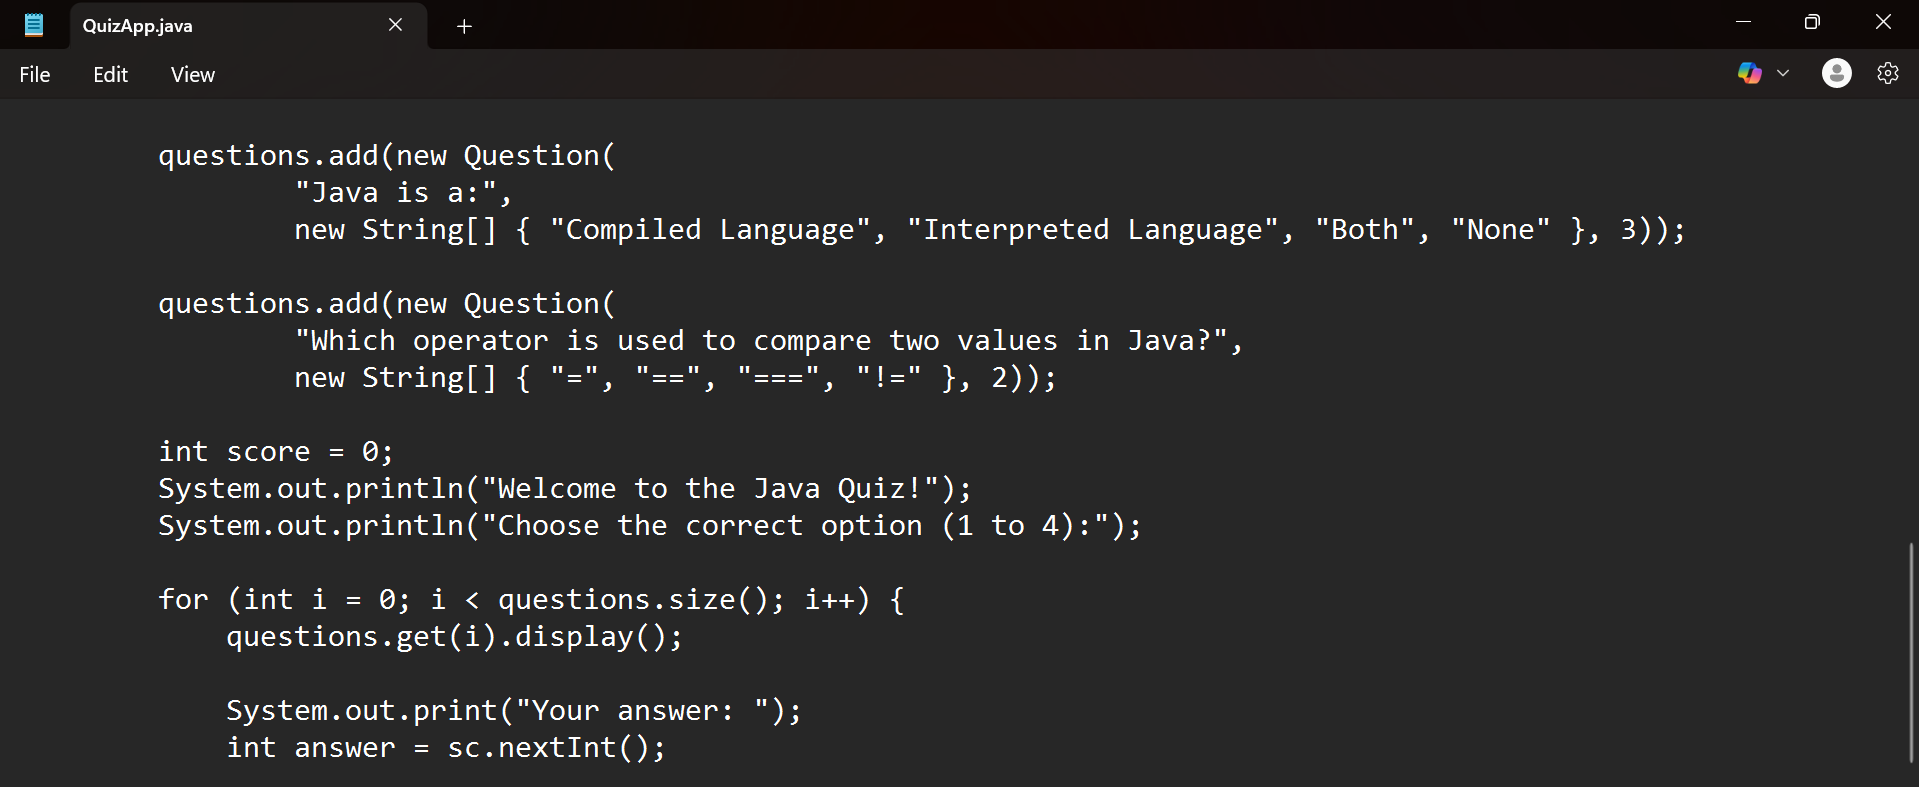 QuizApp.java
File Edit View
questions.add(new Question(
"Java is a:",
new String[] { "Compiled Language", "Interpreted Language", "Both", "None" }, 3));
questions.add(new Question(
"Which operator is used to compare two values in Java?",
new String[] { "=", "==", "===", "!=" }, 2));
int score = 0;
System.out.println("Welcome to the Java Quiz!");
System.out.println("Choose the correct option (1 to 4):");
for (int i = 0; i < questions.size(); i++) {
questions.get(i).display();
System.out.print("Your answer: ");
int answer = sc.nextInt();